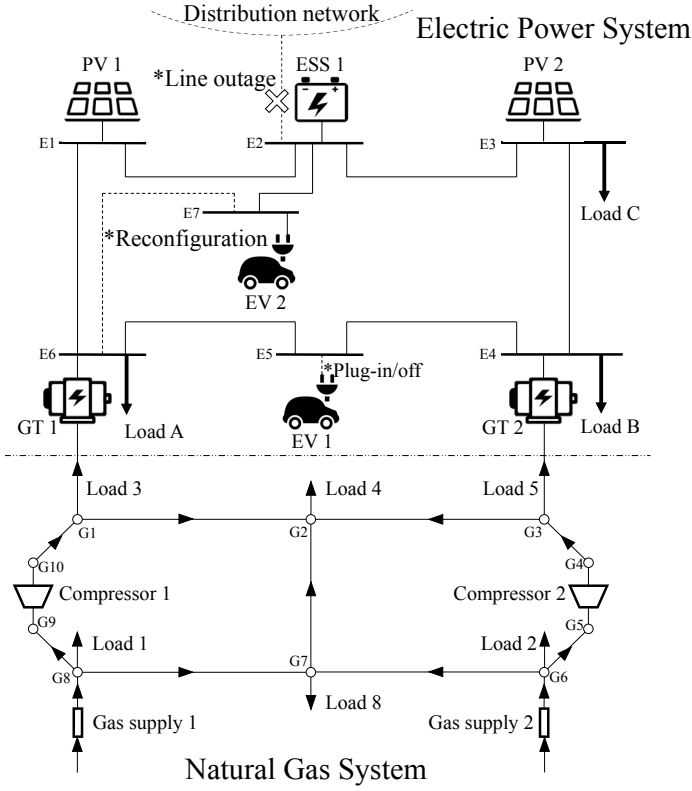 Distribution network
Electric Power System
PV 1
ESS 1
PV 2
*Line outage
E1
E2
E3
E7
Load C
*Reconfiguration
EV 2
E6
E5
E4
*Plug-in/off
GT 1
Load A
EV 1
GT 2
Load B
Load 3
Load 4
Load 5
G1
G2
G3
G10
G4
Compressor 1
Compressor 2
G9
G5
Load 1
Load 2
G8
G7
G6
Load 8
Gas supply 1
Gas supply 2
Natural Gas System